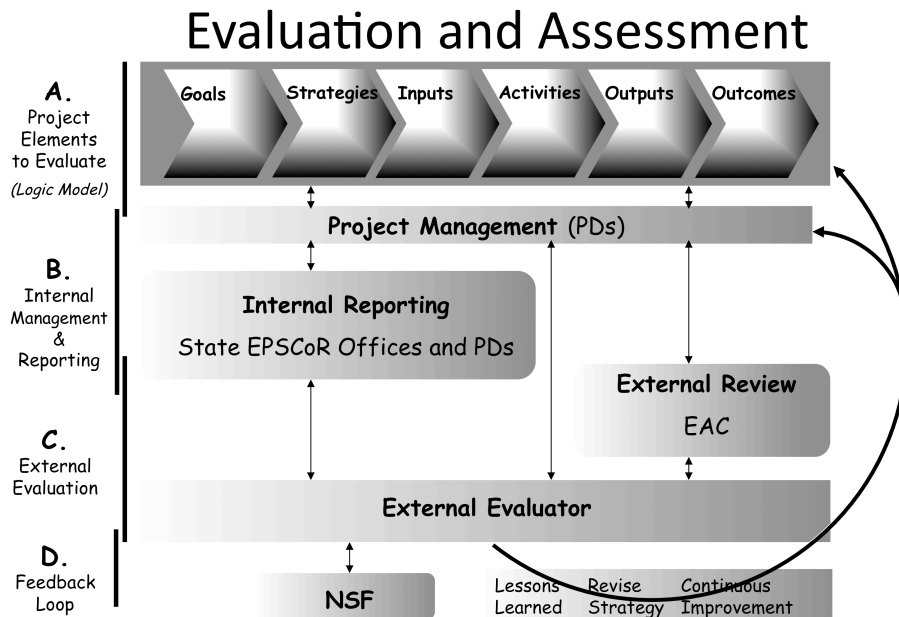 Evaluation and Assessment
A.
Project
Elements
to Evaluate
(Logic Model)
Goals
Strategies
Inputs
Activities
Outputs
Outcomes
Project Management (PDs)
B.
Internal
Management
&
Reporting
Internal Reporting
State EPSCoR Offices and PDs
External Review
EAC
C.
External
Evaluation
External Evaluator
D.
Feedback
Loop
NSF
Lessons Revise Continuous
Learned Strategy Improvement